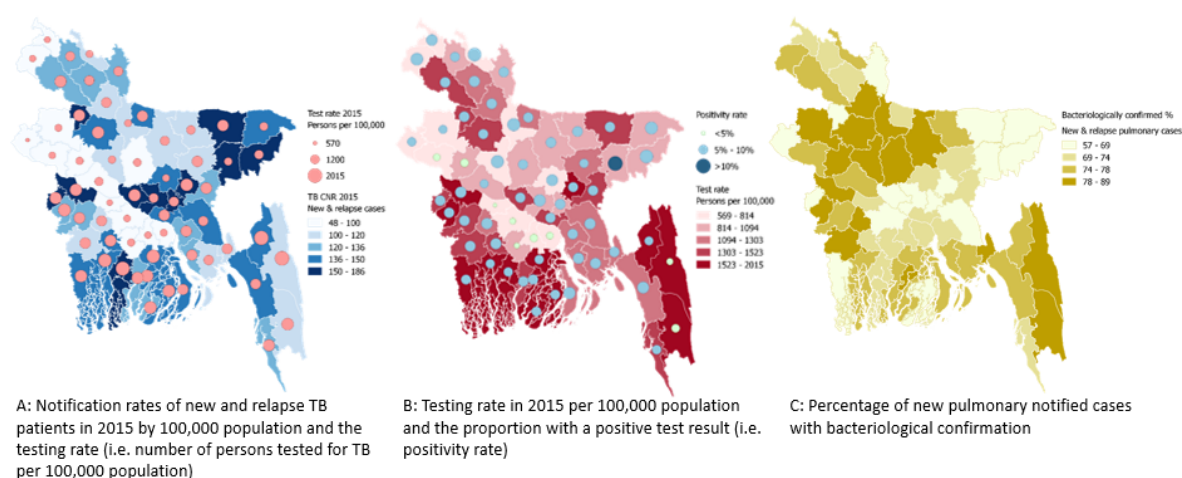 Test rate 2015
Persons per 100,000
570
1200
2015
TB CNR 2015
New & relapse cases
48 - 100
100 - 120
120 - 136
136 - 150
150 - 186
Positivity rate
<5%
5% - 10%
>10%
Test rate
Persons per 100,000
569 - 814
814 - 1094
1094 - 1303
1303 - 1523
1523 - 2015
Bacteriologically confirmed %
New & relapse pulmonary cases
57 - 69
69 - 74
74 - 78
78 - 89
A: Notification rates of new and relapse TB
patients in 2015 by 100,000 population and the
testing rate (i.e. number of persons tested for TB
per 100,000 population)
B: Testing rate in 2015 per 100,000 population
and the proportion with a positive test result (i.e.
positivity rate)
C: Percentage of new pulmonary notified cases
with bacteriological confirmation